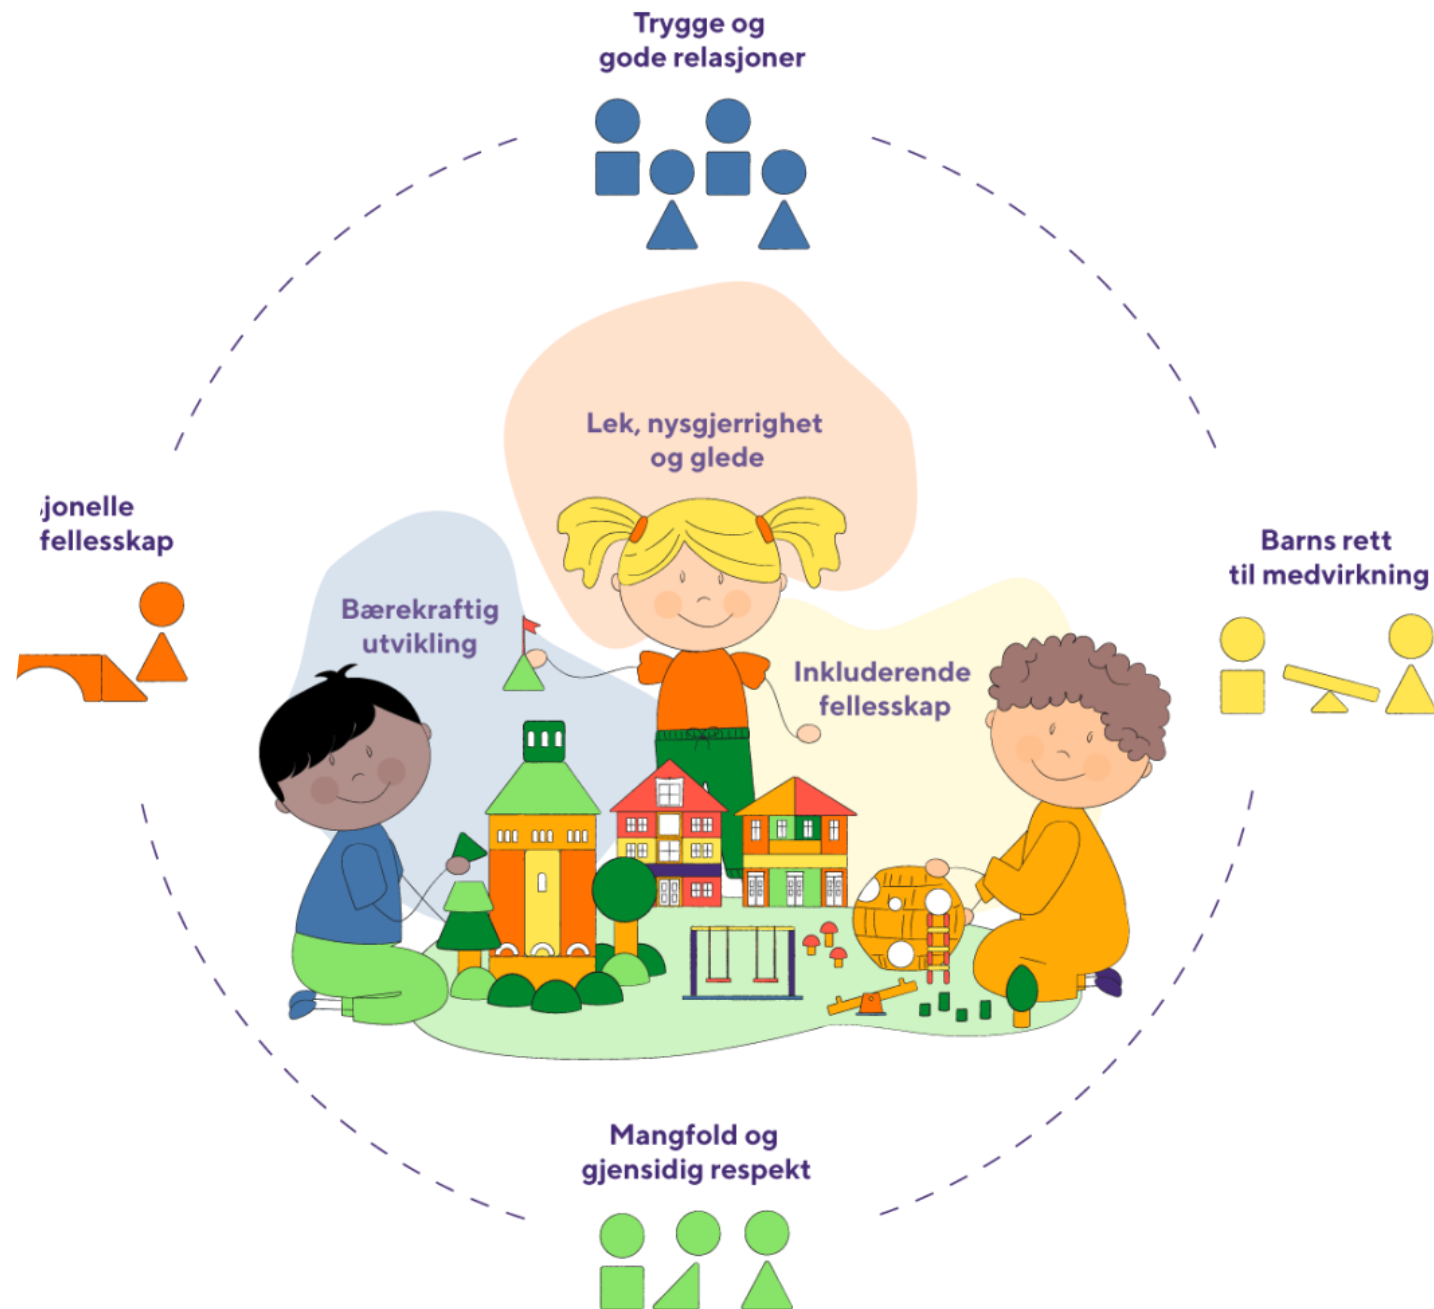 Trygge og
gode relasjoner
Lek, nysgjerrighet
og glede
jonelle
fellesskap
Barns rett
til medvirkning
Bærekraftig
utvikling
Inkluderende
fellesskap
Mangfold og
gjensidig respekt